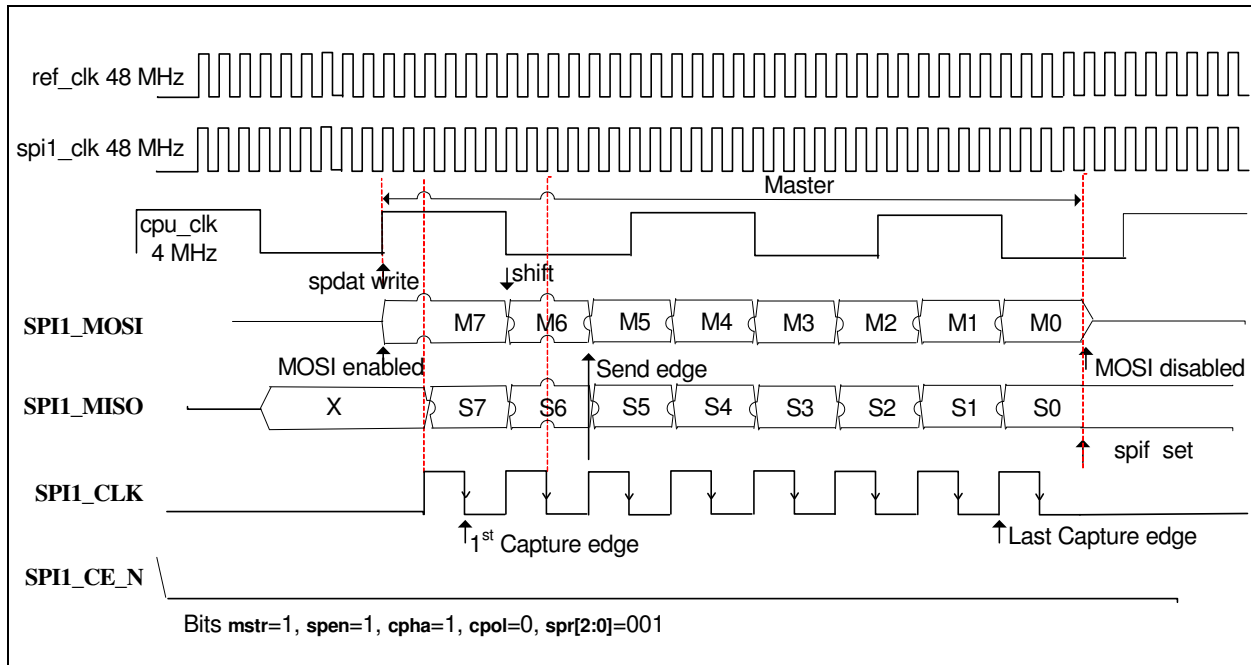 ref_clk 48 MHz
spi1_clk 48 MHz
Master
cpu_clk
4 MHz
spdat write
shift
SPI1_MOSI
M7 M6 M5 M4 M3 M2 M1 M0
MOSI enabled
Send edge
MOSI disabled
SPI1_MISO
X S7 S6 S5 S4 S3 S2 S1 S0
spif set
SPI1_CLK
1st Capture edge
Last Capture edge
SPI1_CE_N
Bits mstr=1, spen=1, cpha=1, cpol=0, spr[2:0]=001